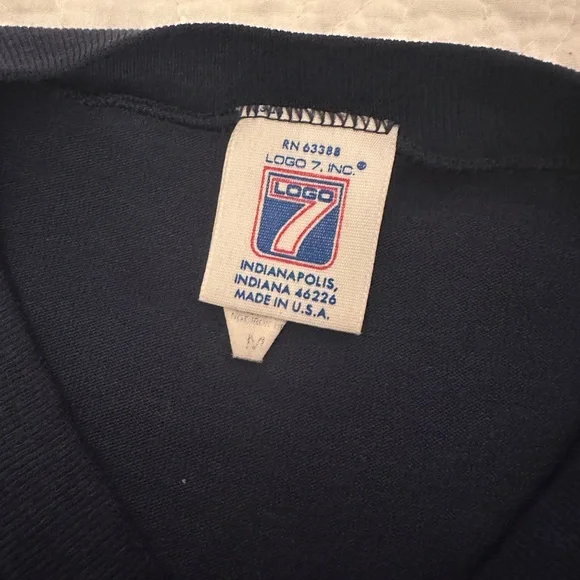 RN 63388
LOGO 7, INC.®
LOGO
7
INDIANAPOLIS,
INDIANA 46226
MADE IN U.S.A.
M